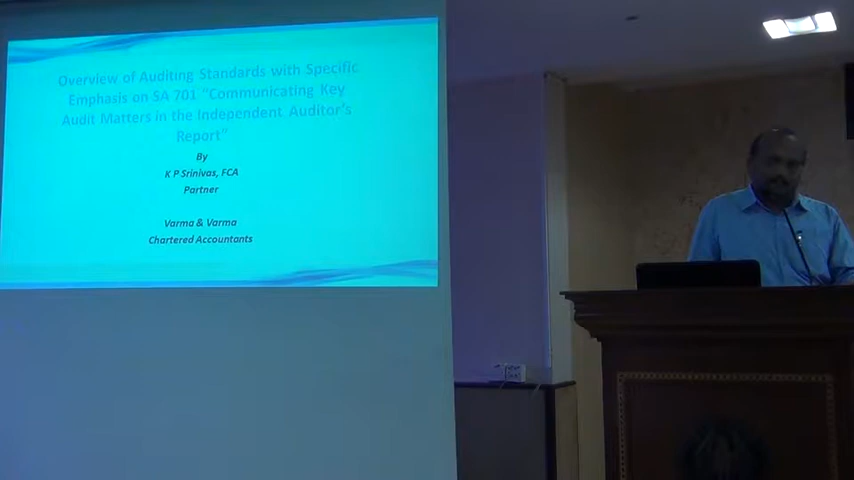 Overview of Auditing Standards with Specific
Emphasis on SA 701 "Communicating Key
Audit Matters in the Independent Auditor's
Report"
By
K P Srinivas, FCA
Partner
Varma & Varma
Chartered Accountants